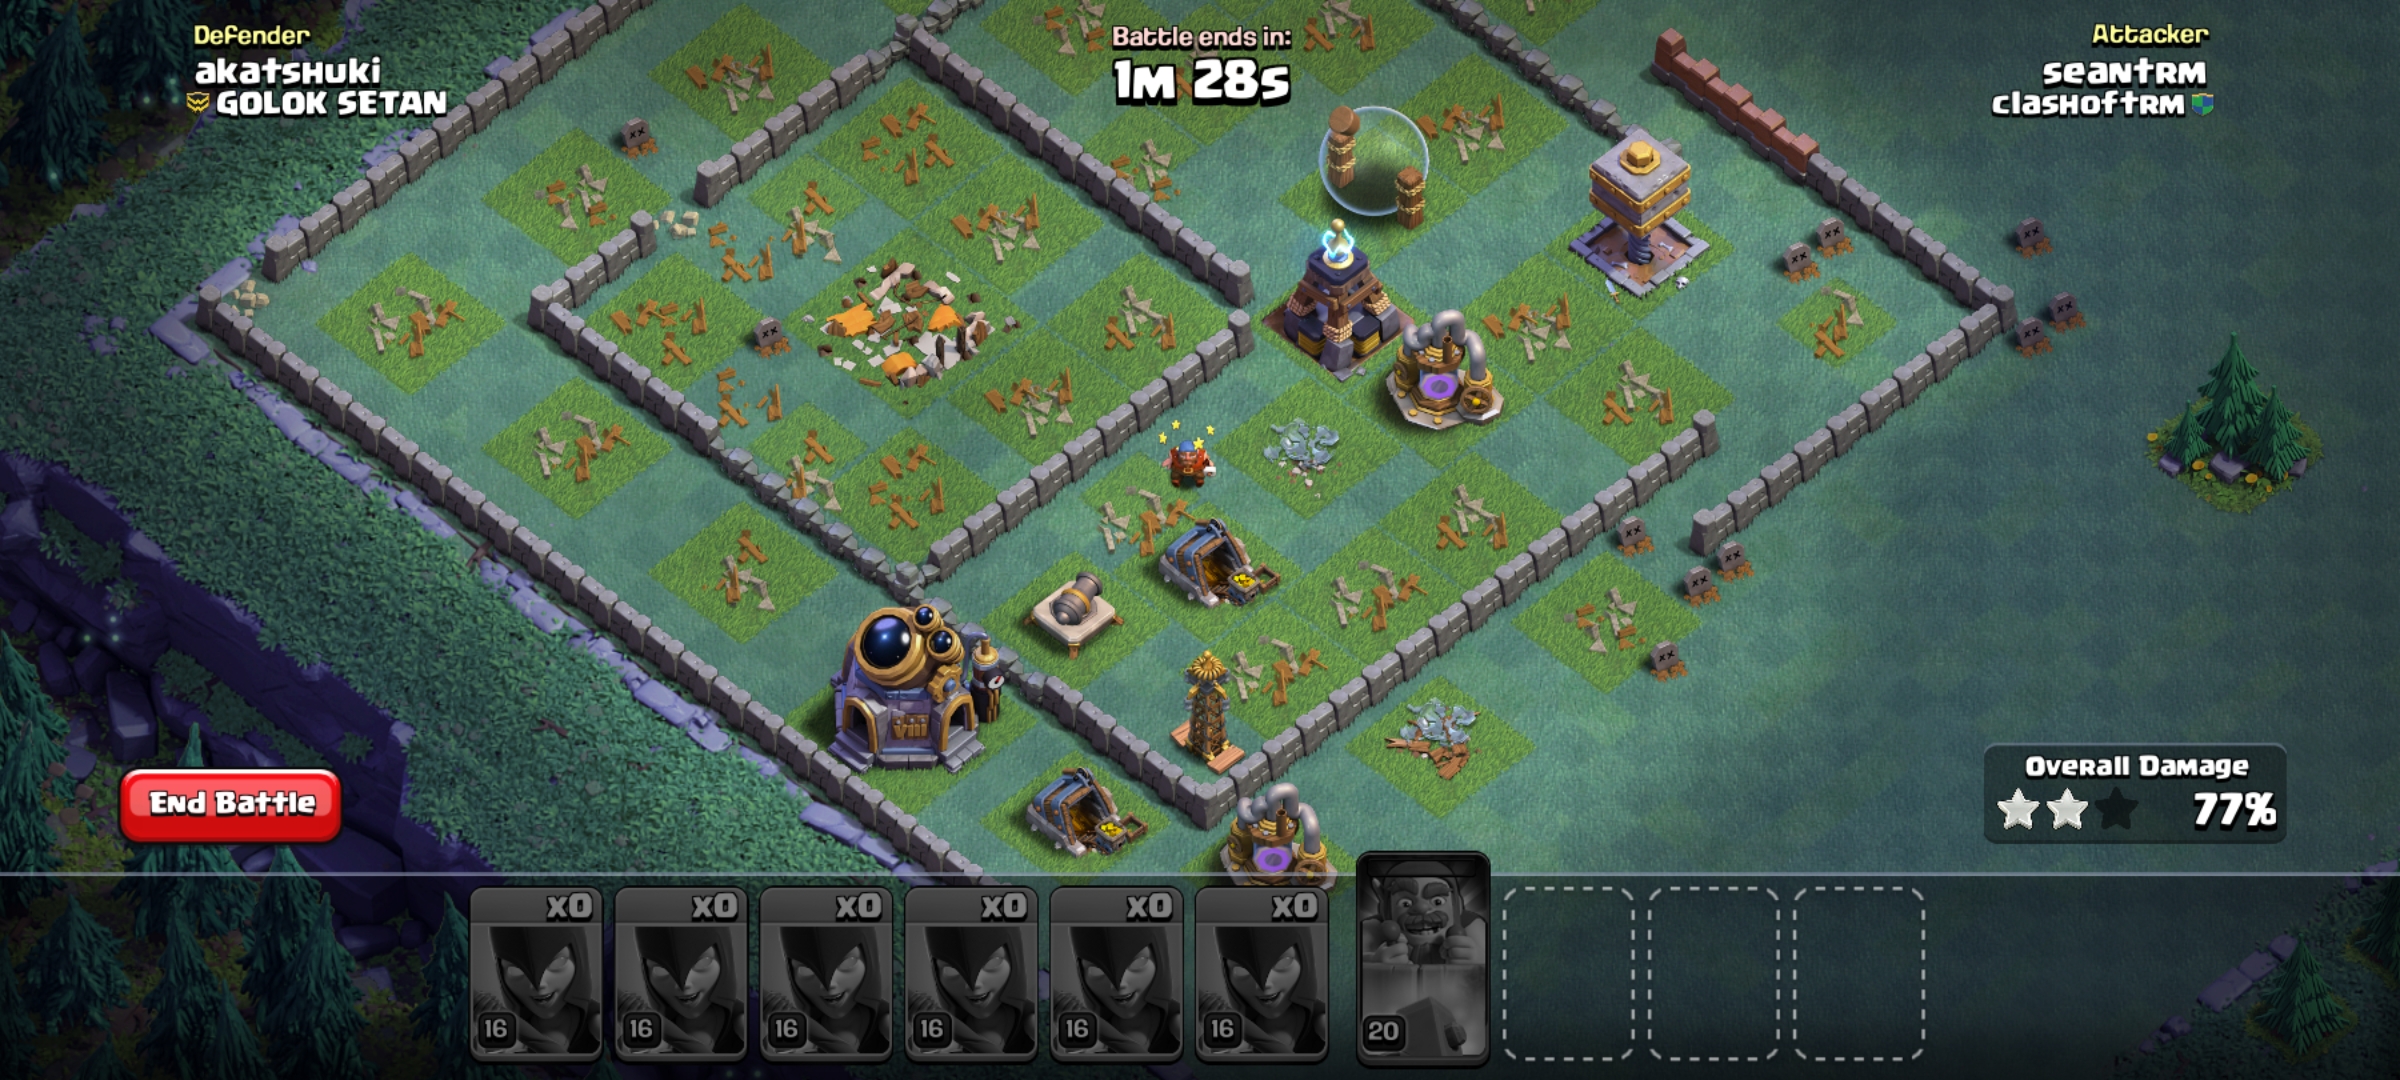 Defender
akatsHuki
GOLOK SETAN
Battle ends in:
1M 28s
Attacker
seantRM
clasHoftRM
VIII
End Battle
Overall Damage
77%
x0
x0
x0
x0
x0
x0
16
16
16
16
16
16
20